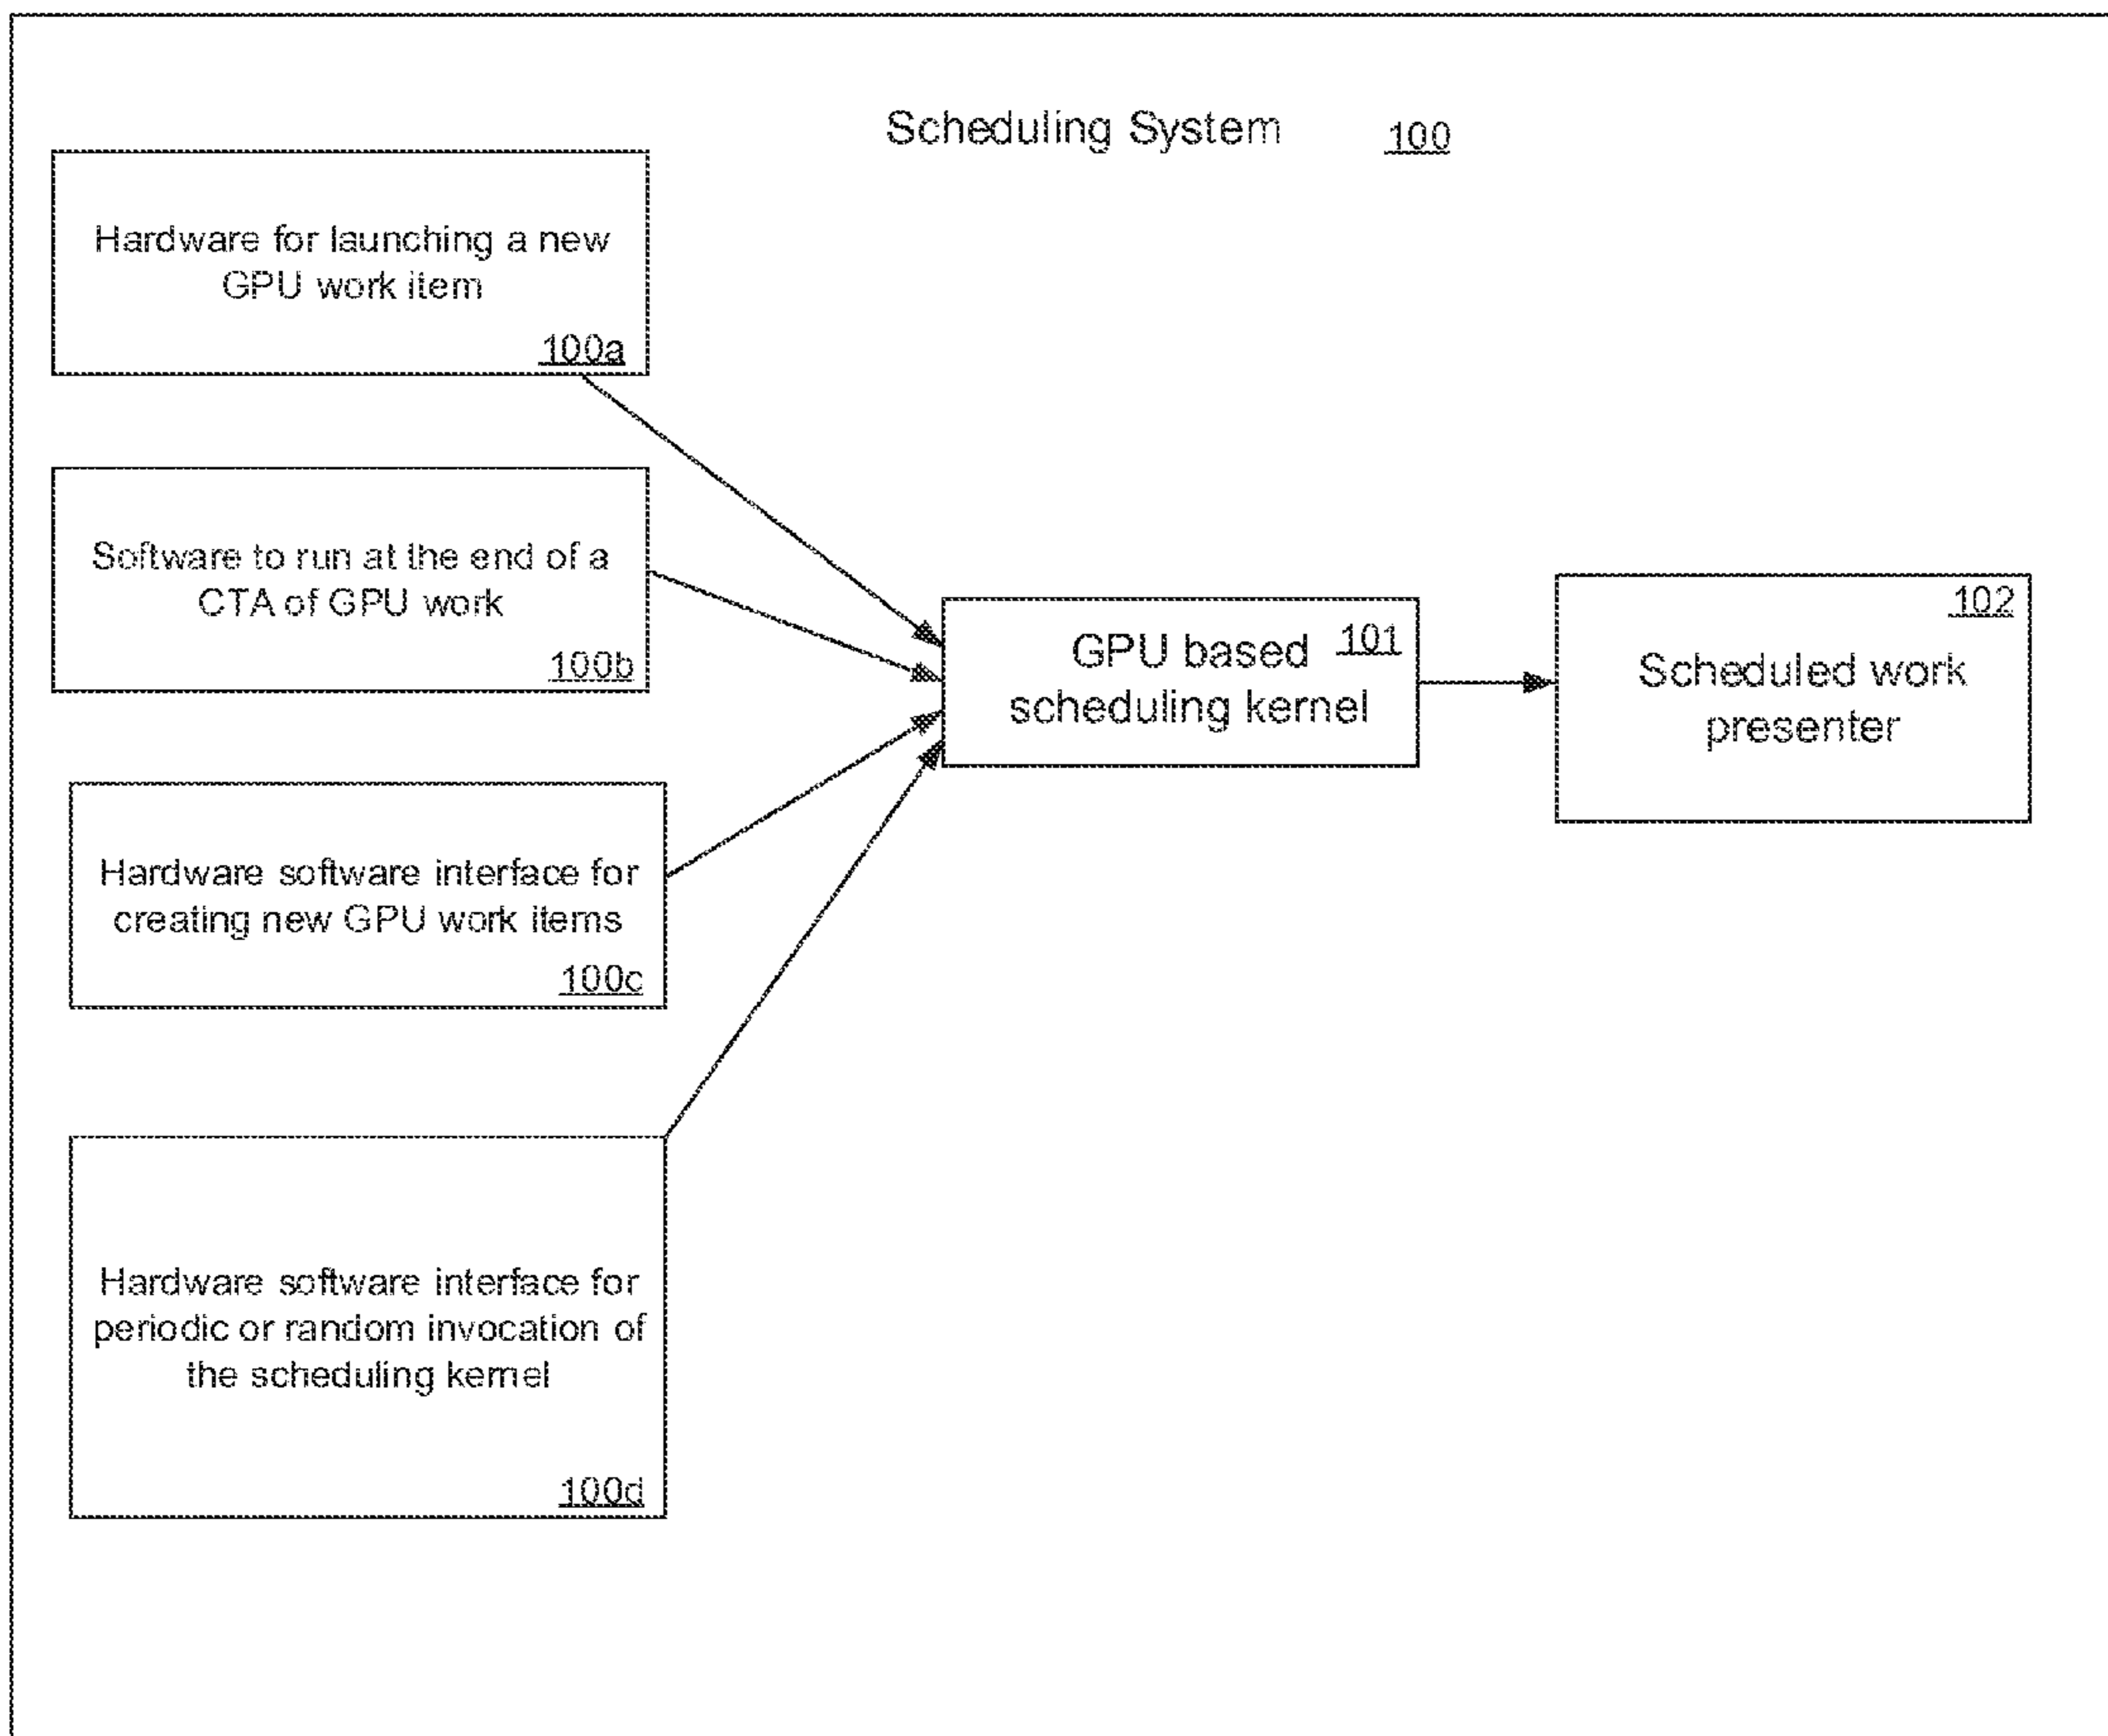 Scheduling System 100
Hardware for launching a new
GPU work item
100a
Software to run at the end of a
CTA of GPU work
100b
Hardware software interface for
creating new GPU work items
100c
Hardware software interface for
periodic or random invocation of
the scheduling kernel
100d
101
GPU based
scheduling kernel
102
Scheduled work
presenter